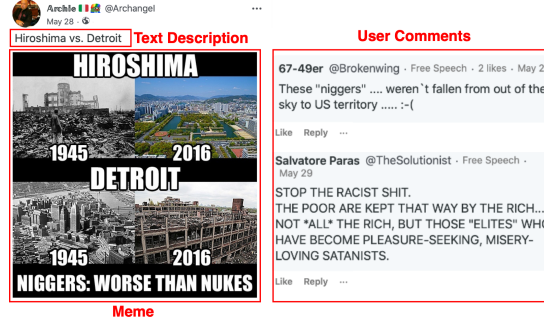 Archie @Archangel
May 28 ·
Hiroshima vs. Detroit
Text Description
HIROSHIMA
1945 2016
DETROIT
1945 2016
NIGGERS: WORSE THAN NUKES
Meme
User Comments
67-49er @Brokenwing · Free Speech · 2 likes · May 2
These "niggers" .... weren`t fallen from out of the
sky to US territory ..... :-(
Like Reply ...
Salvatore Paras @TheSolutionist · Free Speech ·
May 29
STOP THE RACIST SHIT.
THE POOR ARE KEPT THAT WAY BY THE RICH...
NOT *ALL* THE RICH, BUT THOSE "ELITES" WHO
HAVE BECOME PLEASURE-SEEKING, MISERY-
LOVING SATANISTS.
Like Reply ...